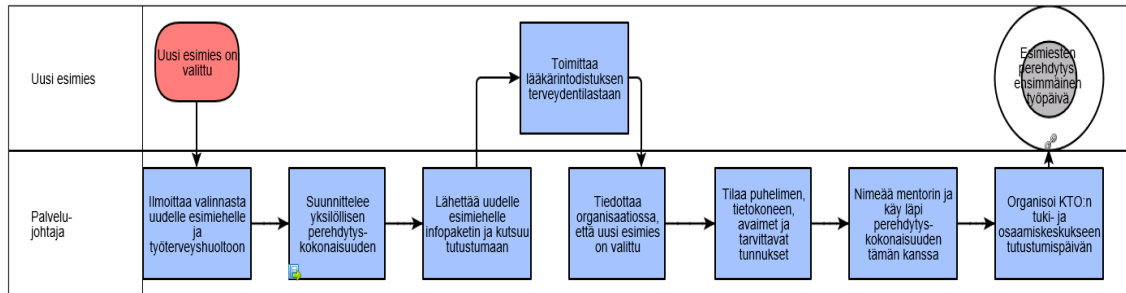 Uusi esimies
Uusi esimies on
valittu
Toimittaa
lääkärintodistuksen
terveydentilastaan
Esimiesten
perehdytys,
ensimmäinen
työpäivä.
Palvelu-
johtaja
Ilmoittaa valinnasta
uudelle esimiehelle
ja
työterveyshuoltoon
Suunnittelee
yksilöllisen
perehdytys-
kokonaisuuden
Lähettää uudelle
esimiehelle
infopaketin ja kutsuu
tutustumaan
Tiedottaa
organisaatiossa,
että uusi esimies
on valittu
Tilaa puhelimen,
tietokoneen,
avaimet ja
tarvittavat
tunnukset
Nimeää mentorin ja
käy läpi
perehdytys-
kokonaisuuden
tämän kanssa
Organisoi KTO:n
tuki- ja
osaamiskeskukseen
tutustumispäivän